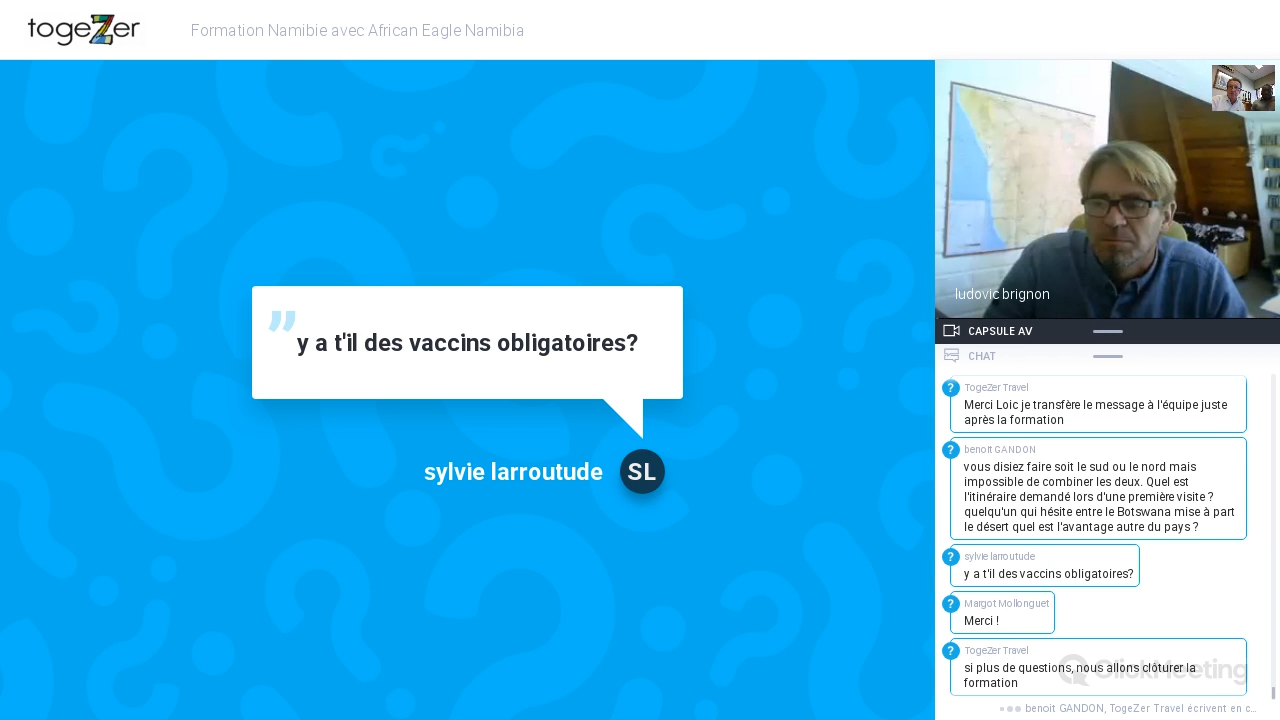 togeZzer
Formation Namibie avec African Eagle Namibia
” y a t'il des vaccins obligatoires?
sylvie larroutude SL
ludovic brignon
CAPSULE AV
CHAT
? TogeZer Travel
Merci Loic je transfère le message à l'équipe juste
après la formation
? benoit GANDON
vous disiez faire soit le sud ou le nord mais
impossible de combiner les deux. Quel est
l'itinéraire demandé lors d'une première visite ?
quelqu'un qui hésite entre le Botswana mise à part
le désert quel est l'avantage autre du pays ?
? sylvie larroutude
y a t'il des vaccins obligatoires?
? Margot Mollonguet
Merci !
? TogeZer Travel
si plus de questions, nous allons clôturer la
formation
ClickMeeting
benoit GANDON, TogeZer Travel écrivent en c...